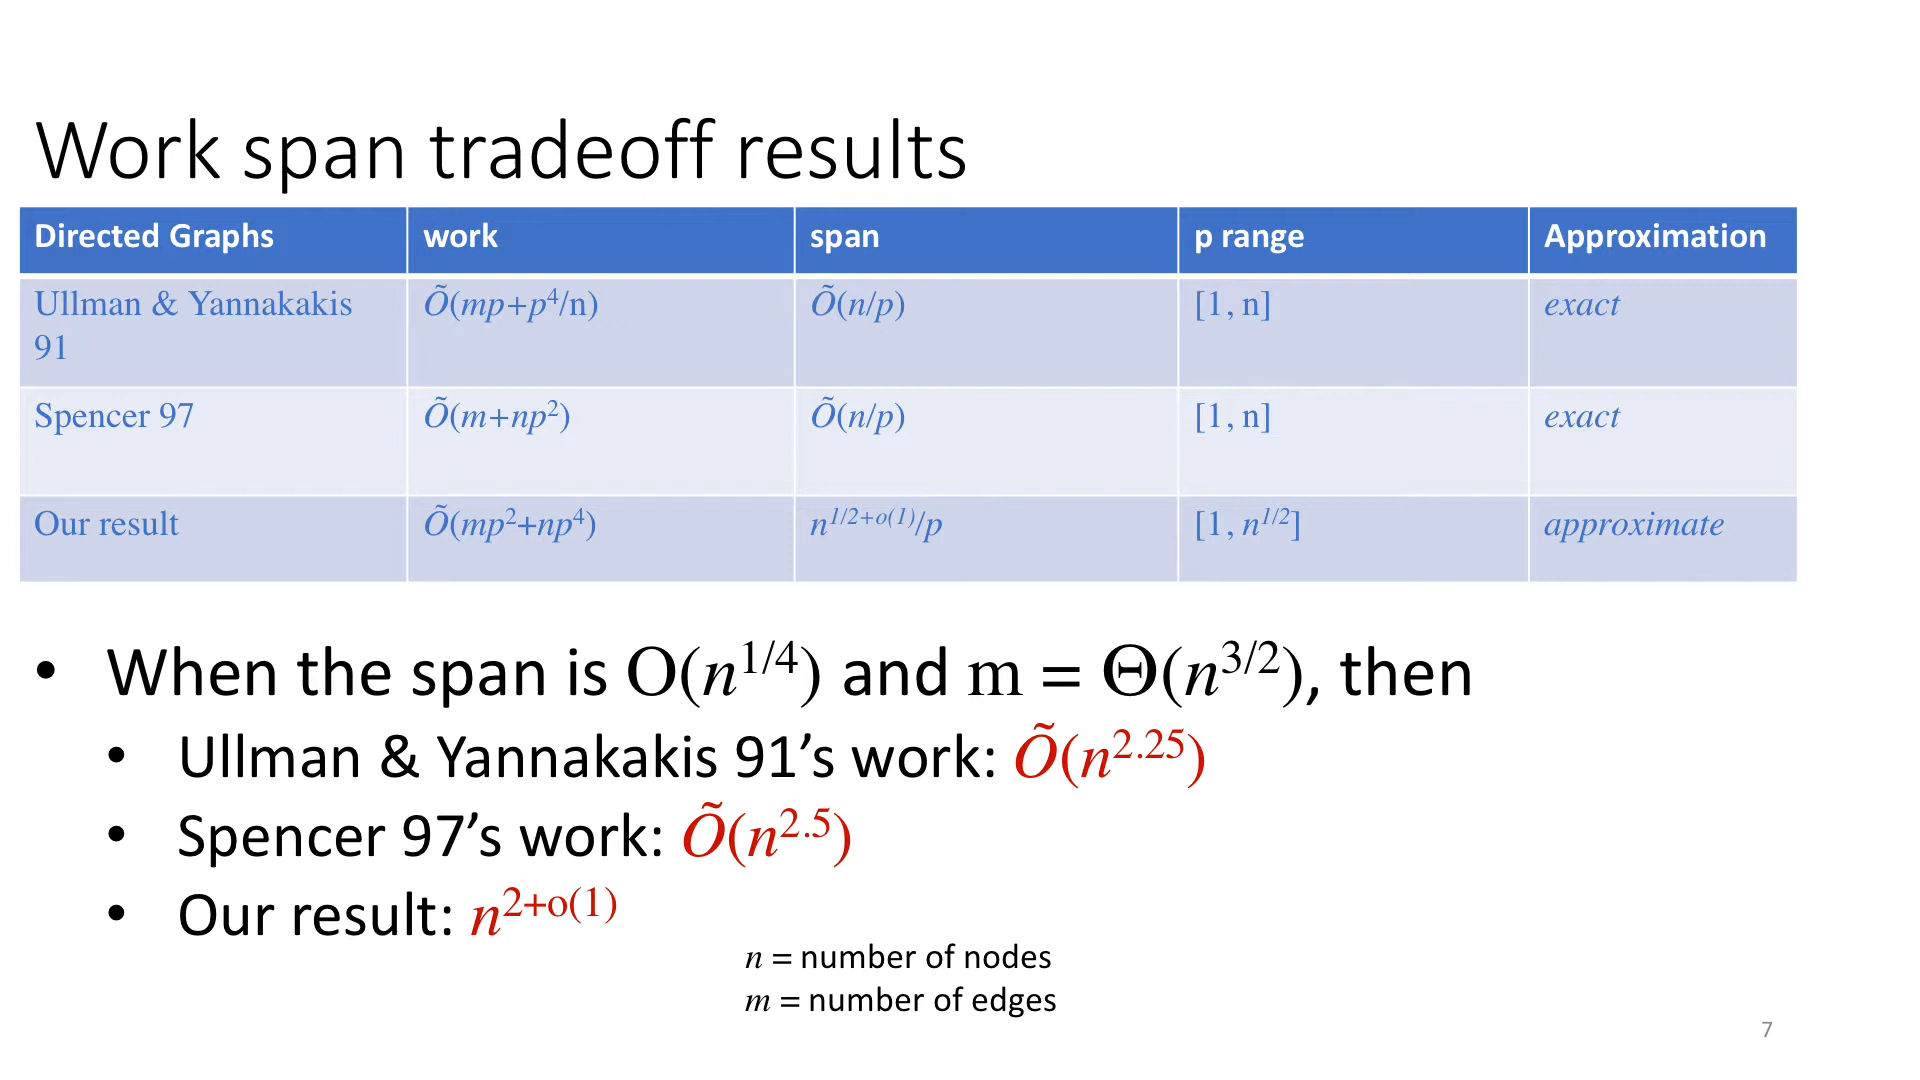 Work span tradeoff results
Directed Graphs work span p range Approximation
Ullman & Yannakakis 91 Õ(mp+p⁴/n) Õ(n/p) [1, n] exact
Spencer 97 Õ(m+np²) Õ(n/p) [1, n] exact
Our result Õ(mp²+np⁴) n^{1/2+o(1)}/p [1, n^{1/2}] approximate
• When the span is O(n^{1/4}) and m = Θ(n^{3/2}), then
• Ullman & Yannakakis 91’s work: Õ(n^{2.25})
• Spencer 97’s work: Õ(n^{2.5})
• Our result: n^{2+o(1)}
n = number of nodes
m = number of edges
7